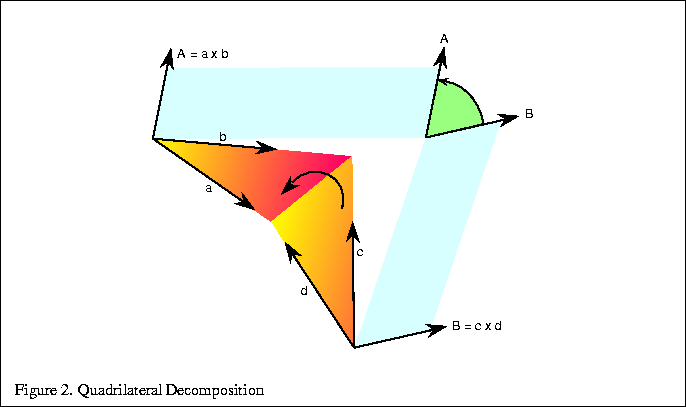 A
A = a x b
B
b
a
c
d
B = c x d
Figure 2. Quadrilateral Decomposition